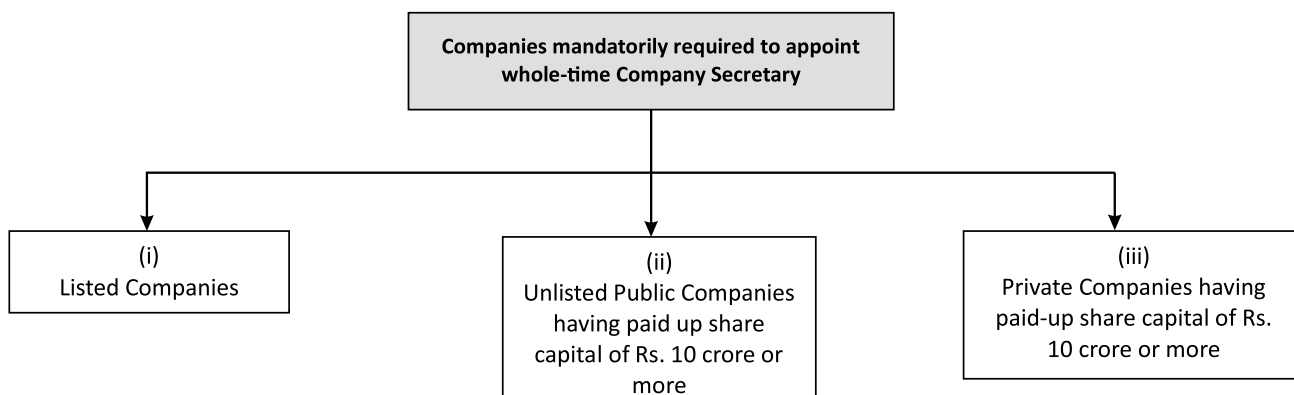 Companies mandatorily required to appoint
whole-time Company Secretary
(i)
Listed Companies
(ii)
Unlisted Public Companies
having paid up share
capital of Rs. 10 crore or
more
(iii)
Private Companies having
paid-up share capital of Rs.
10 crore or more